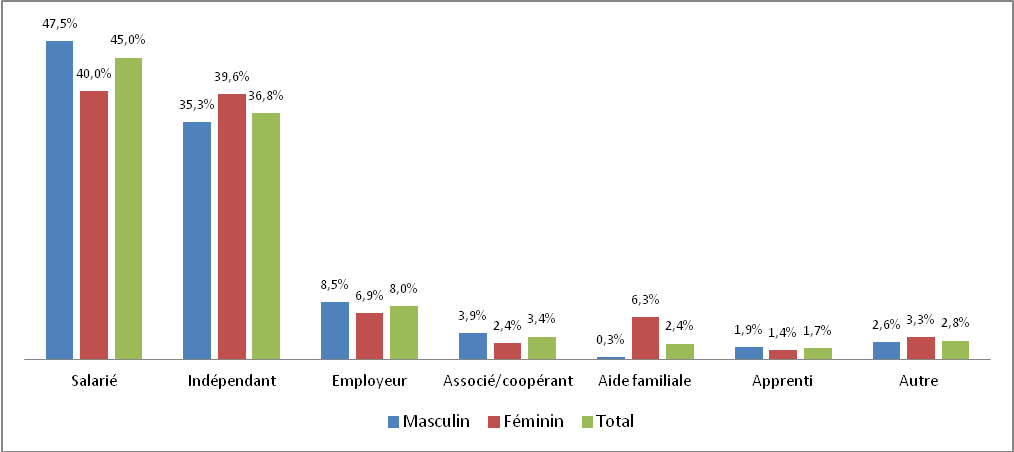 47,5% 40,0% 45,0%
35,3% 39,6% 36,8%
8,5% 6,9% 8,0%
3,9% 2,4% 3,4%
0,3% 6,3% 2,4%
1,9% 1,4% 1,7%
2,6% 3,3% 2,8%
Salarié Indépendant Employeur Associé/coopérant Aide familiale Apprenti Autre
Masculin Féminin Total